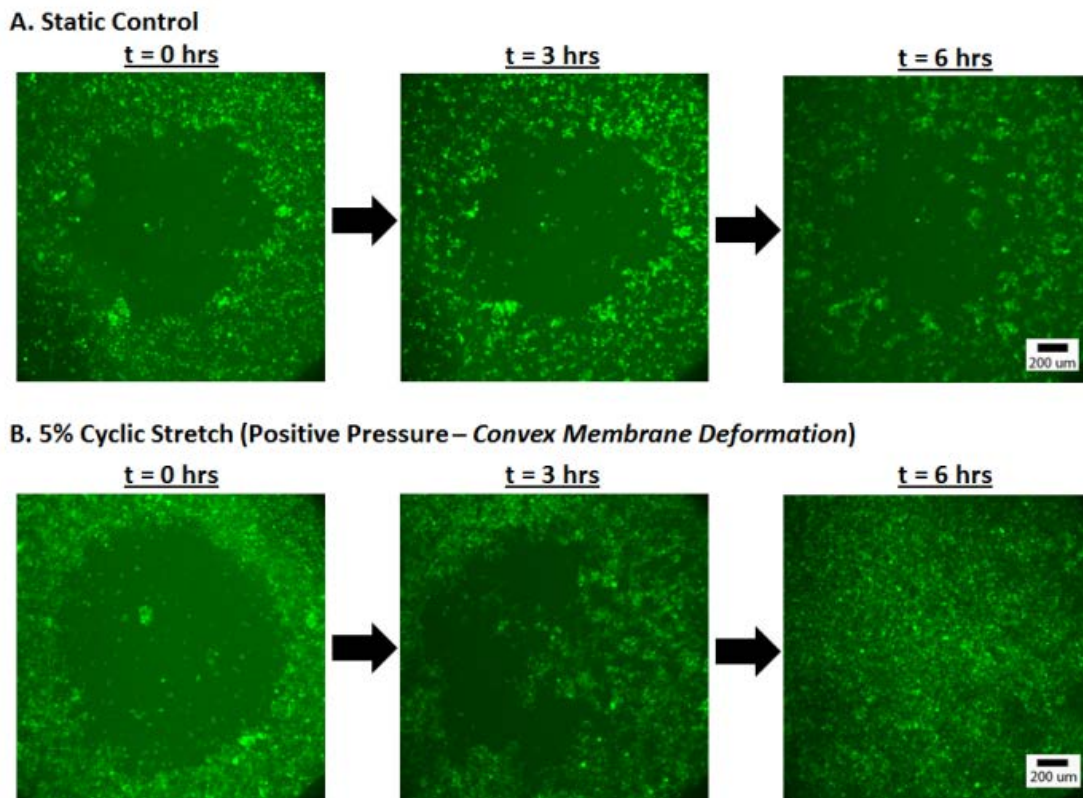 A. Static Control
t = 0 hrs
t = 3 hrs
t = 6 hrs
200 um
B. 5% Cyclic Stretch (Positive Pressure – Convex Membrane Deformation)
t = 0 hrs
t = 3 hrs
t = 6 hrs
200 um